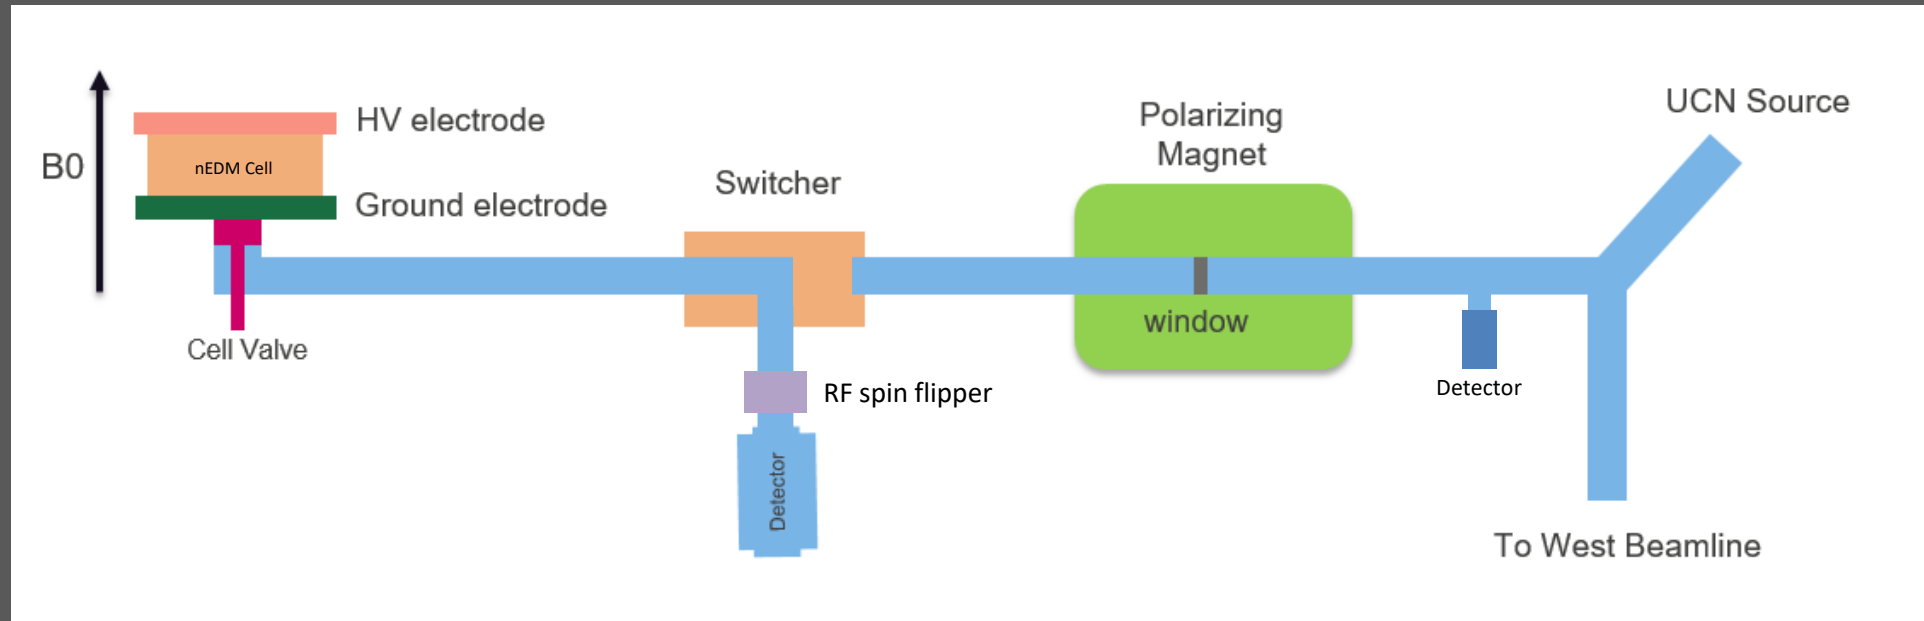 UCN Source
Polarizing
Magnet
HV electrode
B0
nEDM Cell
Switcher
Ground electrode
window
Cell Valve
Detector
RF spin flipper
Detector
To West Beamline